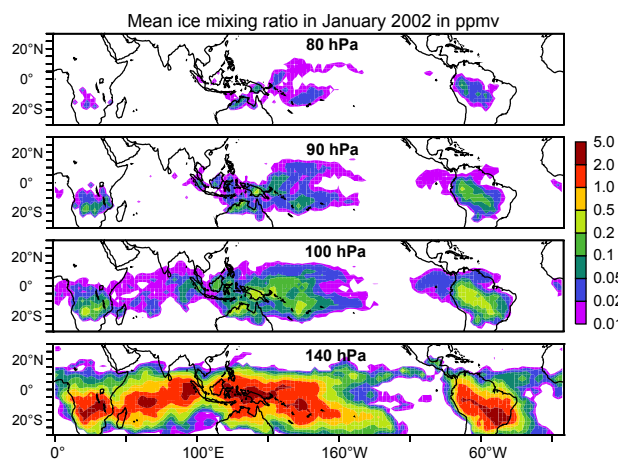 Mean ice mixing ratio in January 2002 in ppmv
80 hPa
20°N
0°
20°S
90 hPa
20°N
0°
20°S
100 hPa
20°N
0°
20°S
140 hPa
20°N
0°
20°S
0° 100°E 160°W 60°W
5.0
2.0
1.0
0.5
0.2
0.1
0.05
0.02
0.01